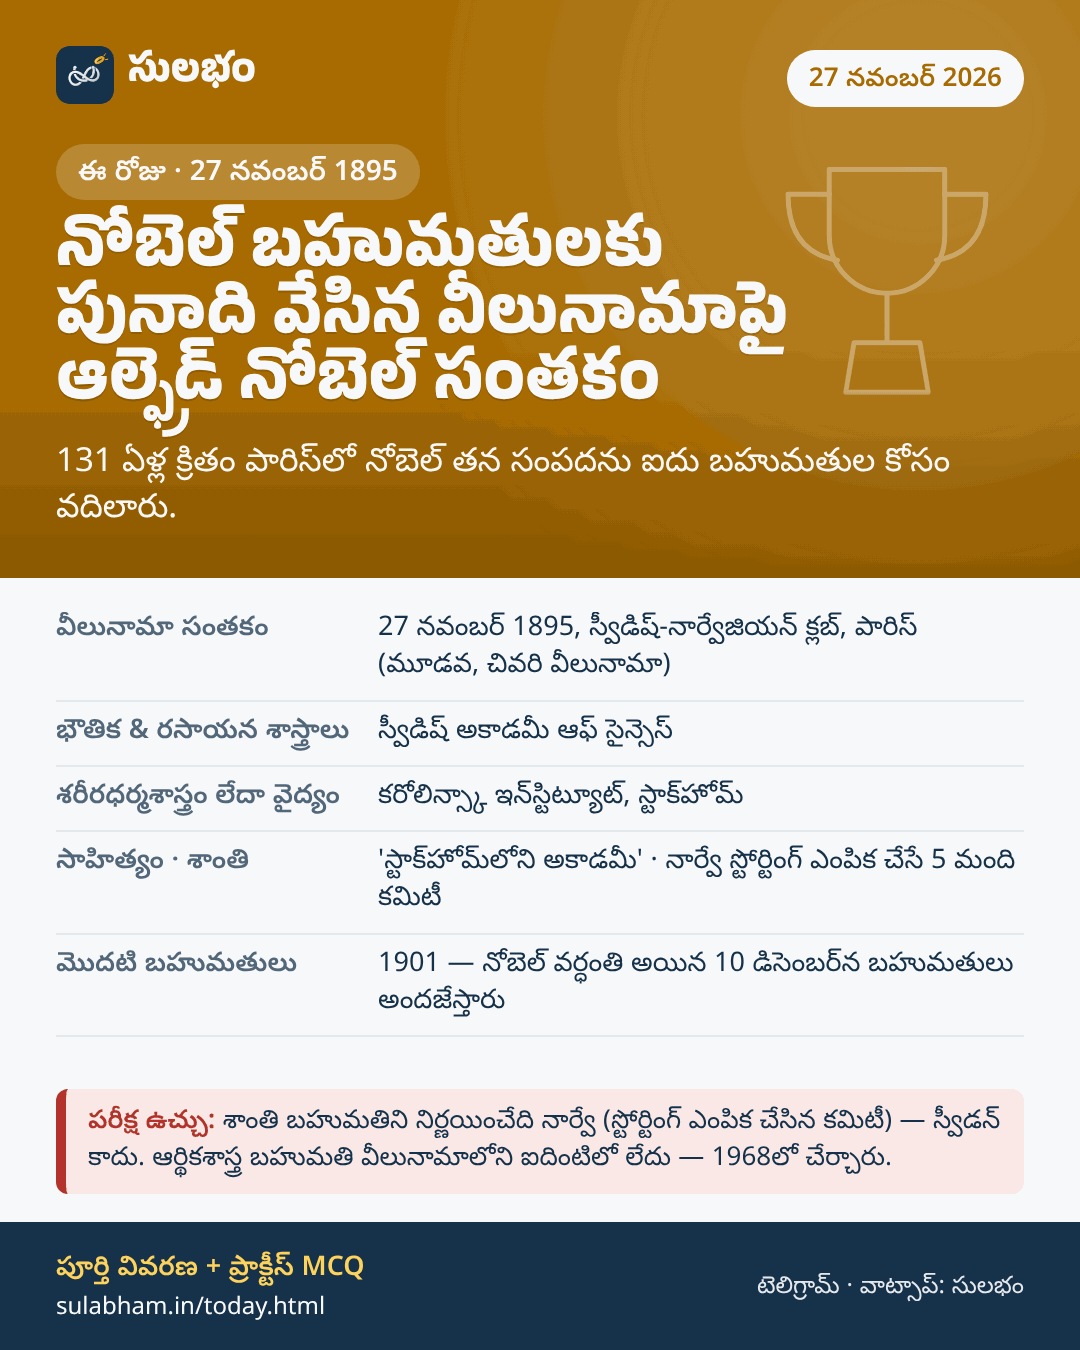 సులభం
27 నవంబర్ 2026
ఈ రోజు · 27 నవంబర్ 1895
నోబెల్ బహుమతులకు
పునాది వేసిన వీలునామాపై
ఆల్ఫ్రెడ్ నోబెల్ సంతకం
131 ఏళ్ల క్రితం పారిస్‌లో నోబెల్ తన సంపదను ఐదు బహుమతుల కోసం
వదిలారు.
వీలునామా సంతకం
27 నవంబర్ 1895, స్వీడిష్-నార్వేజియన్ క్లబ్, పారిస్
(మూడవ, చివరి వీలునామా)
భౌతిక & రసాయన శాస్త్రాలు
స్వీడిష్ అకాడమీ ఆఫ్ సైన్సెస్
శరీరధర్మశాస్త్రం లేదా వైద్యం
కరోలిన్స్కా ఇన్‌స్టిట్యూట్, స్టాక్‌హోమ్
సాహిత్యం · శాంతి
'స్టాక్‌హోమ్‌లోని అకాడమీ' · నార్వే స్టోర్టింగ్ ఎంపిక చేసే 5 మంది
కమిటీ
మొదటి బహుమతులు
1901 — నోబెల్ వర్ధంతి అయిన 10 డిసెంబర్‌న బహుమతులు
అందజేస్తారు
పరీక్ష ఉచ్చు: శాంతి బహుమతిని నిర్ణయించేది నార్వే (స్టోర్టింగ్ ఎంపిక చేసిన కమిటీ) — స్వీడన్
కాదు. ఆర్థికశాస్త్ర బహుమతి వీలునామాలోని ఐదింటిలో లేదు — 1968లో చేర్చారు.
పూర్తి వివరణ + ప్రాక్టీస్ MCQ
sulabham.in/today.html
టెలిగ్రామ్ · వాట్సాప్: సులభం